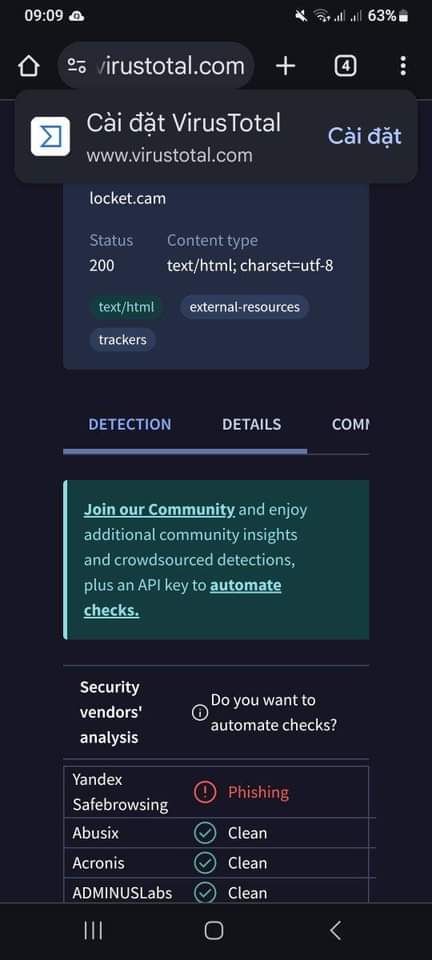 09:09 63%
virustotal.com + 4
Cài đặt VirusTotal
www.virustotal.com
Cài đặt
locket.cam
Status Content type
200 text/html; charset=utf-8
text/html external-resources
trackers
DETECTION DETAILS COMM
Join our Community and enjoy
additional community insights
and crowdsourced detections,
plus an API key to automate
checks.
Security
vendors'
analysis
Do you want to
automate checks?
Yandex
Safebrowsing
Phishing
Abusix Clean
Acronis Clean
ADMINUSLabs Clean